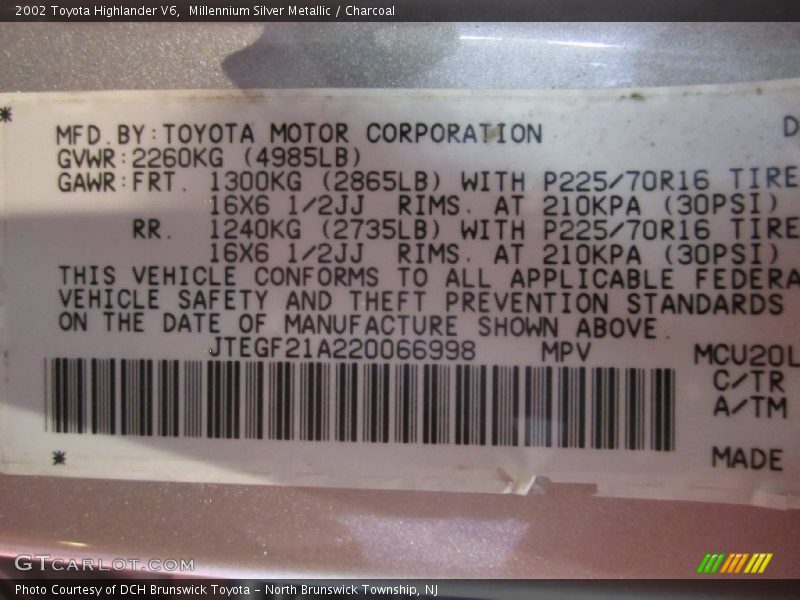 2002 Toyota Highlander V6,  Millennium Silver Metallic / Charcoal
* D
MFD.BY:TOYOTA MOTOR CORPORATION
GVWR:2260KG (4985LB)
GAWR:FRT. 1300KG (2865LB) WITH P225/70R16 TIRE
16X6 1/2JJ RIMS. AT 210KPA (30PSI)
RR. 1240KG (2735LB) WITH P225/70R16 TIRE
16X6 1/2JJ RIMS. AT 210KPA (30PSI)
THIS VEHICLE CONFORMS TO ALL APPLICABLE FEDERA
VEHICLE SAFETY AND THEFT PREVENTION STANDARDS
ON THE DATE OF MANUFACTURE SHOWN ABOVE.
JTEGF21A220066998 MPV MCU20L
C/TR
A/TM
* MADE
GTCARLOT.COM
Photo Courtesy of DCH Brunswick Toyota – North Brunswick Township, NJ